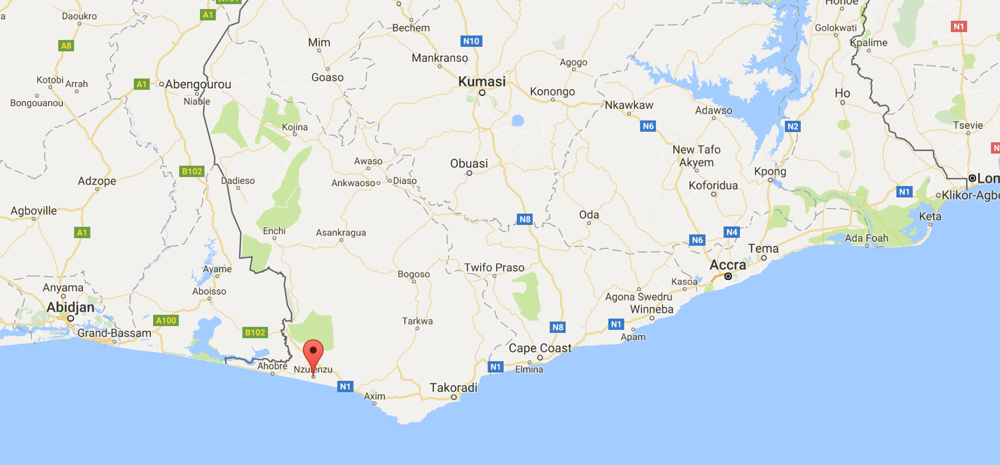 A101
Hohoe
A1
Daoukro
Bechem
N1
Golokwati
A8
Mim
N10
Kpalime
Mankranso
Agogo
Kotobi
Arrah
A1
Abengourou
Goaso
Kumasi
Konongo
Ho
Bongouanou
Niable
Nkawkaw
Adawso
Kojina
N6
N2
Tsevie
N
New Tafo
Akyem
Awaso
Obuasi
B102
Kpong
Adzope
Dadieso
Ankwaoso
Diaso
Koforidua
Lom
N1
Klikor-Agbo
Agboville
Oda
N8
Keta
A1
Enchi
Asankragua
N6
N4
Ada Foah
Tema
Ayame
Twifo Praso
Accra
Bogoso
Kasoa
Anyama
Aboisso
Agona Swedru
Abidjan
Winneba
A100
Tarkwa
N1
Grand-Bassam
B102
N8
Apam
Cape Coast
Ahobre
Nzulenzu
N1
Elmina
N1
Takoradi
Axim